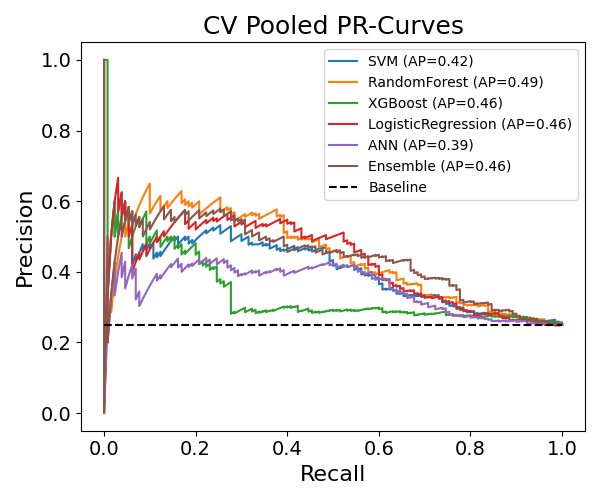 CV Pooled PR-Curves
SVM (AP=0.42)
RandomForest (AP=0.49)
XGBoost (AP=0.46)
LogisticRegression (AP=0.46)
ANN (AP=0.39)
Ensemble (AP=0.46)
Baseline
Precision
1.0
0.8
0.6
0.4
0.2
0.0
0.0 0.2 0.4 0.6 0.8 1.0
Recall